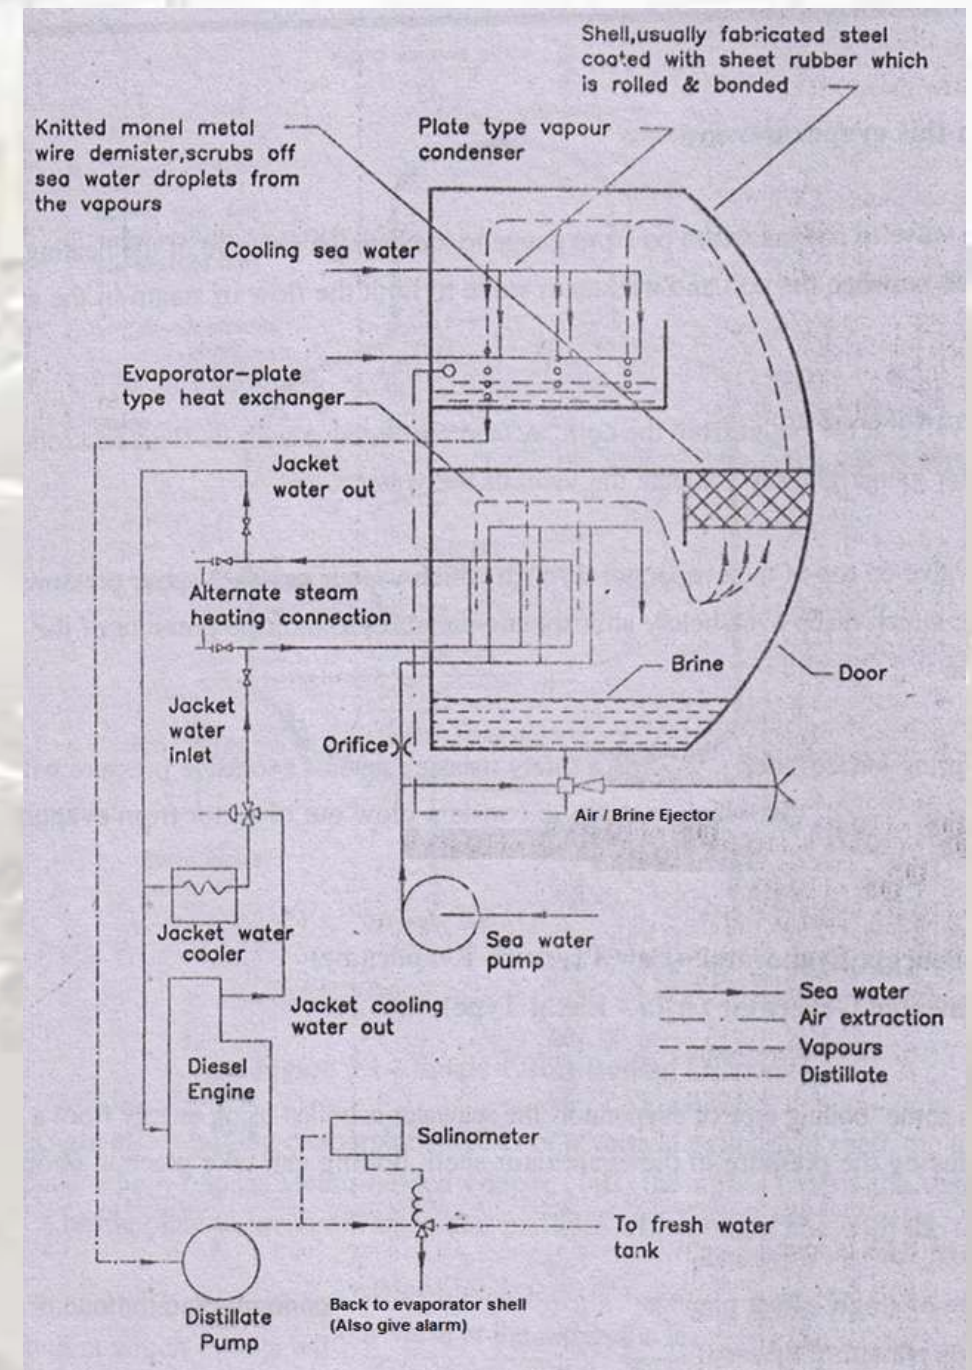 Shell,usually fabricated steel
coated with sheet rubber which
is rolled & bonded
Knitted monel metal
wire demister,scrubs off
sea water droplets from
the vapours
Plate type vapour
condenser
Cooling sea water
Evaporator-plate
type heat exchanger
Jacket
water out
Alternate steam
heating connection
Brine
Door
Jacket
water
inlet
Orifice
Air / Brine Ejector
Jacket water
cooler
Sea water
pump
Jacket cooling
water out
Sea water
Air extraction
Vapours
Distillate
Diesel
Engine
Salinometer
To fresh water
tank
Distillate
Pump
Back to evaporator shell
(Also give alarm)